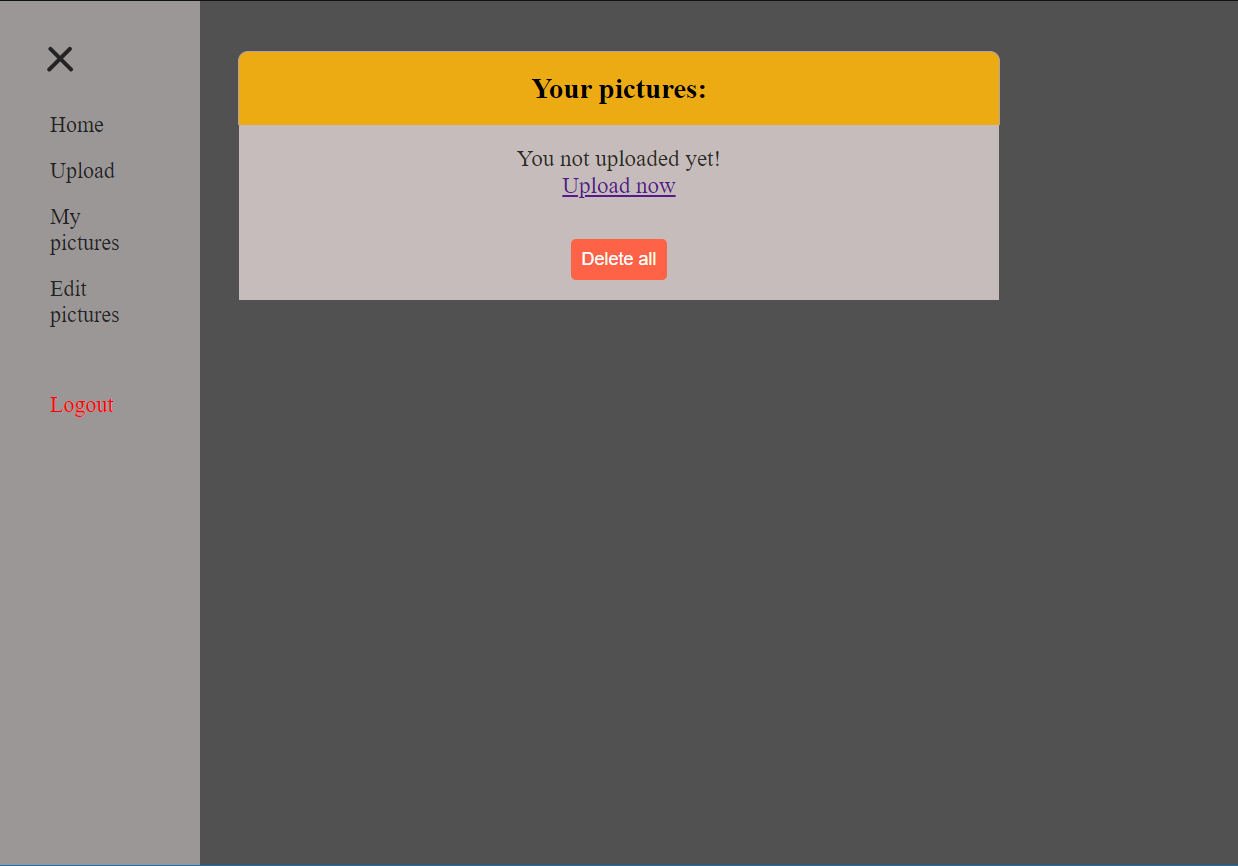 Home
Upload
My
pictures
Edit
pictures
Logout
Your pictures:
You not uploaded yet!
Upload now
Delete all